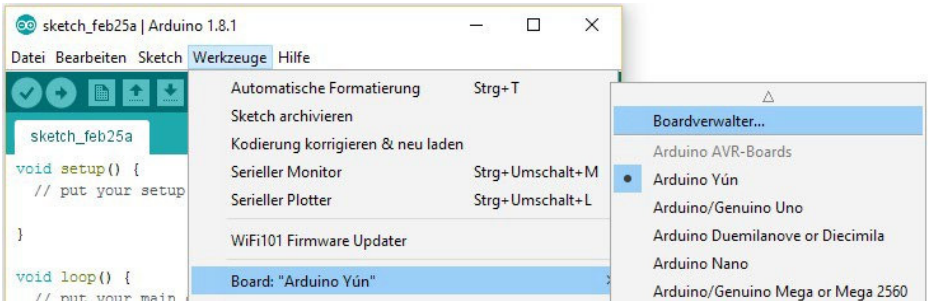 sketch_feb25a | Arduino 1.8.1
Datei Bearbeiten Sketch Werkzeuge Hilfe
sketch_feb25a
void setup() {
// put your setup
}
void loop() {
// put your main
Automatische Formatierung Strg+T
Sketch archivieren
Kodierung korrigieren & neu laden
Serieller Monitor Strg+Umschalt+M
Serieller Plotter Strg+Umschalt+L
WiFi101 Firmware Updater
Board: "Arduino Yún"
Boardverwalter...
Arduino AVR-Boards
Arduino Yún
Arduino/Genuino Uno
Arduino Duemilanove or Diecimila
Arduino Nano
Arduino/Genuino Mega or Mega 2560